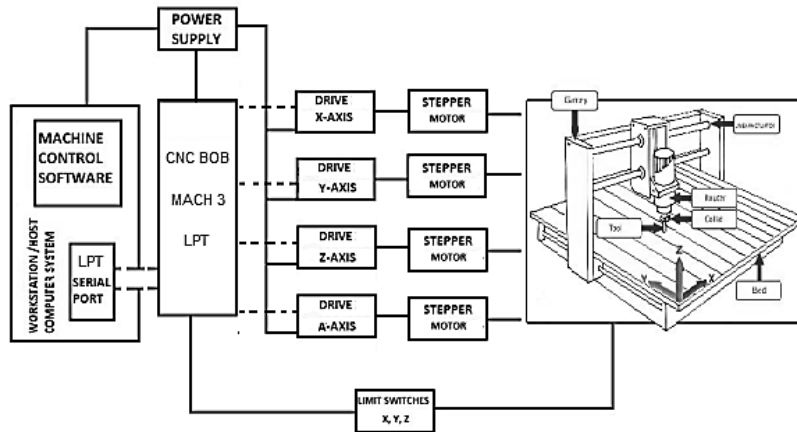 POWER
SUPPLY
MACHINE
CONTROL
SOFTWARE
LPT
SERIAL
PORT
WORKSTATION /HOST
COMPUTER SYSTEM
CNC BOB
MACH 3
LPT
DRIVE
X-AXIS
STEPPER
MOTOR
DRIVE
Y-AXIS
STEPPER
MOTOR
DRIVE
Z-AXIS
STEPPER
MOTOR
DRIVE
A-AXIS
STEPPER
MOTOR
LIMIT SWITCHES
X, Y, Z
Gantry
Router
Collet
Tool
Bed
Z
Y
X